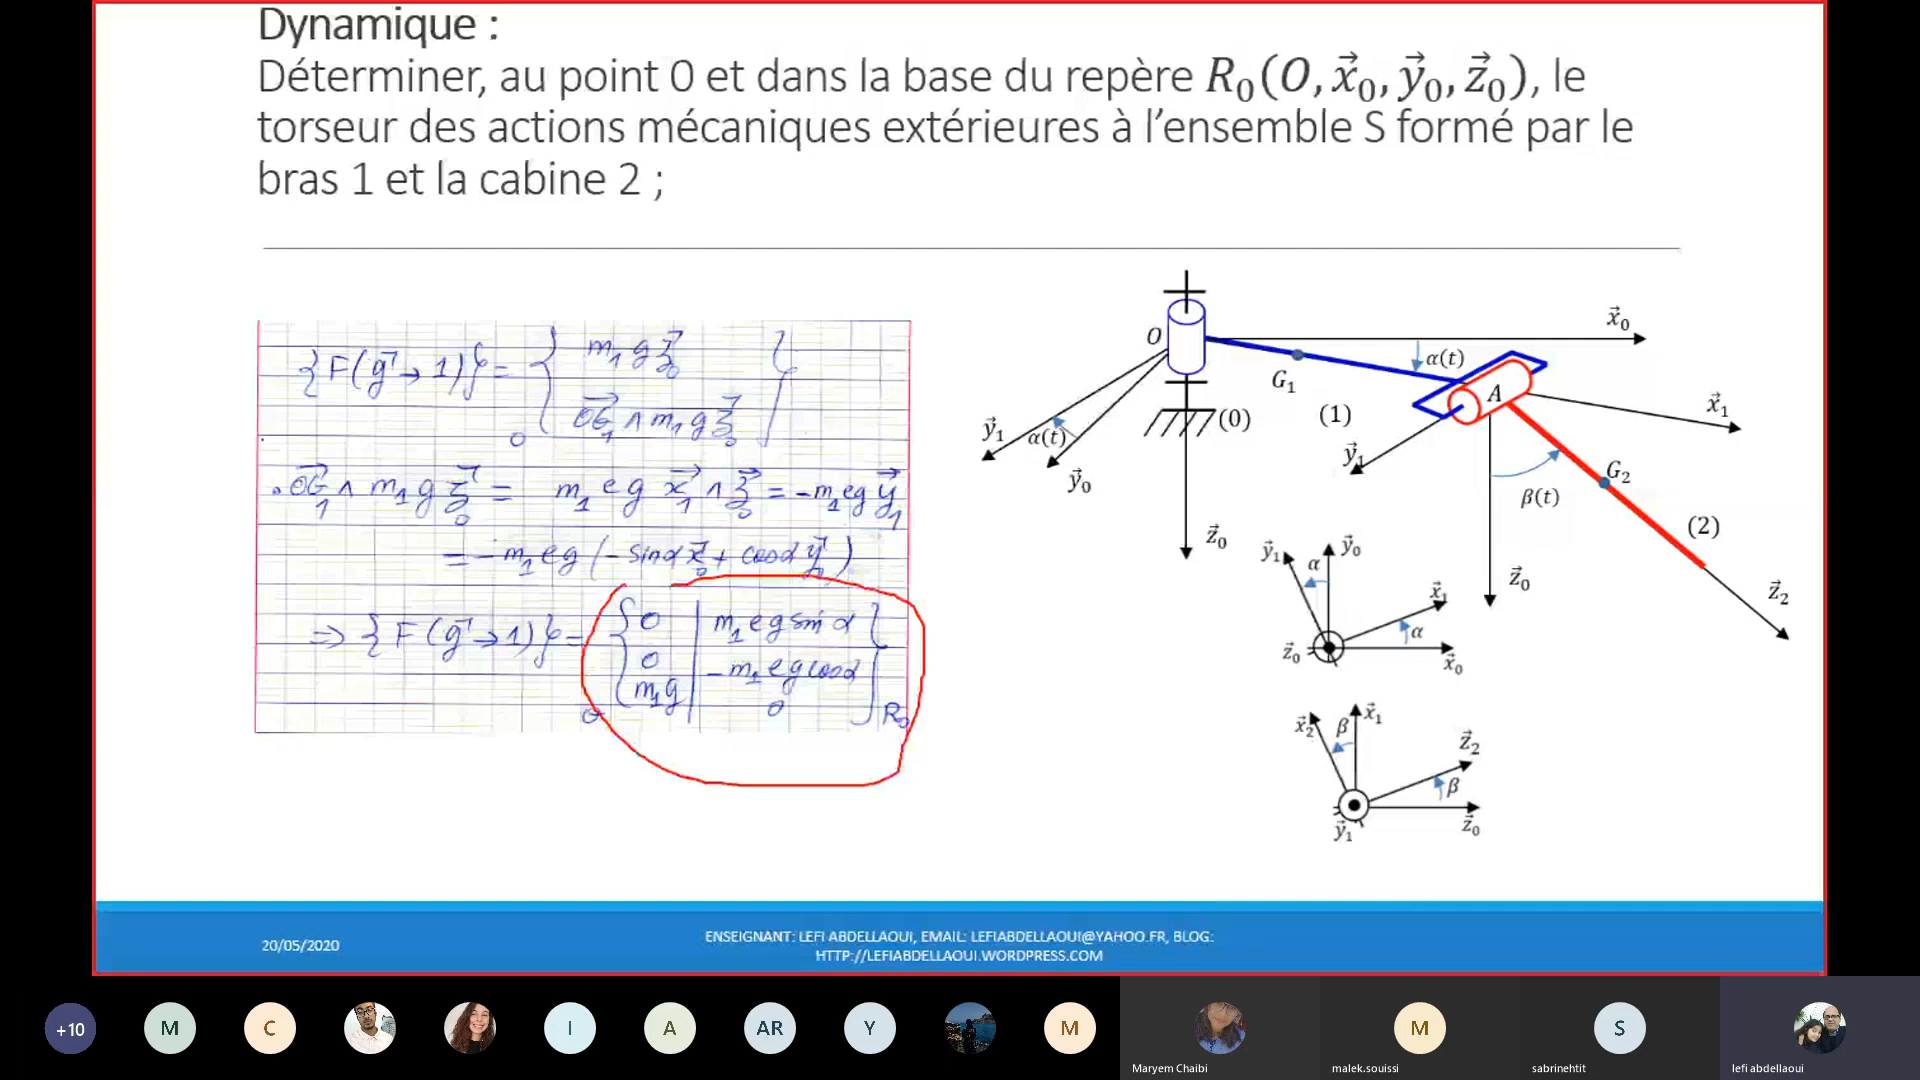 Dynamique :
Déterminer, au point O et dans la base du repère R₀(O, x⃗₀, y⃗₀, z⃗₀), le
torseur des actions mécaniques extérieures à l’ensemble S formé par le
bras 1 et la cabine 2 ;
{F(g⃗→1)} = { m₁ g z⃗₀
OG⃗₁ ∧ m₁ g z⃗₀ }
O
. OG⃗₁ ∧ m₁ g z⃗₀ = m₁ e g x⃗₁ ∧ z⃗₀ = -m₁ e g y⃗₁
= -m₁ e g (-sinα x⃗₀ + cosα y⃗₀)
⇒ {F(g⃗→1)} = { 0 | m₁ e g sin α
0 | -m₁ e g cosα
m₁g | 0 }
O R₀
O
x⃗₀
α(t)
G₁
A
x⃗₁
(0)
(1)
y⃗₁
α(t)
y⃗₀
y⃗₁
G₂
β(t)
(2)
z⃗₀
z⃗₀
z⃗₂
y⃗₁
α
y⃗₀
x⃗₁
α
z⃗₀
x⃗₀
x⃗₂
β
x⃗₁
z⃗₂
β
y⃗₁
z⃗₀
20/05/2020
ENSEIGNANT: LEFI ABDELLAOUI, EMAIL: LEFIABDELLAOUI@YAHOO.FR, BLOG:
HTTP://LEFIABDELLAOUI.WORDPRESS.COM
+10
M
C
I
A
AR
Y
M
M
S
Maryem Chaibi
malek.souissi
sabrinehtit
lefi abdellaoui